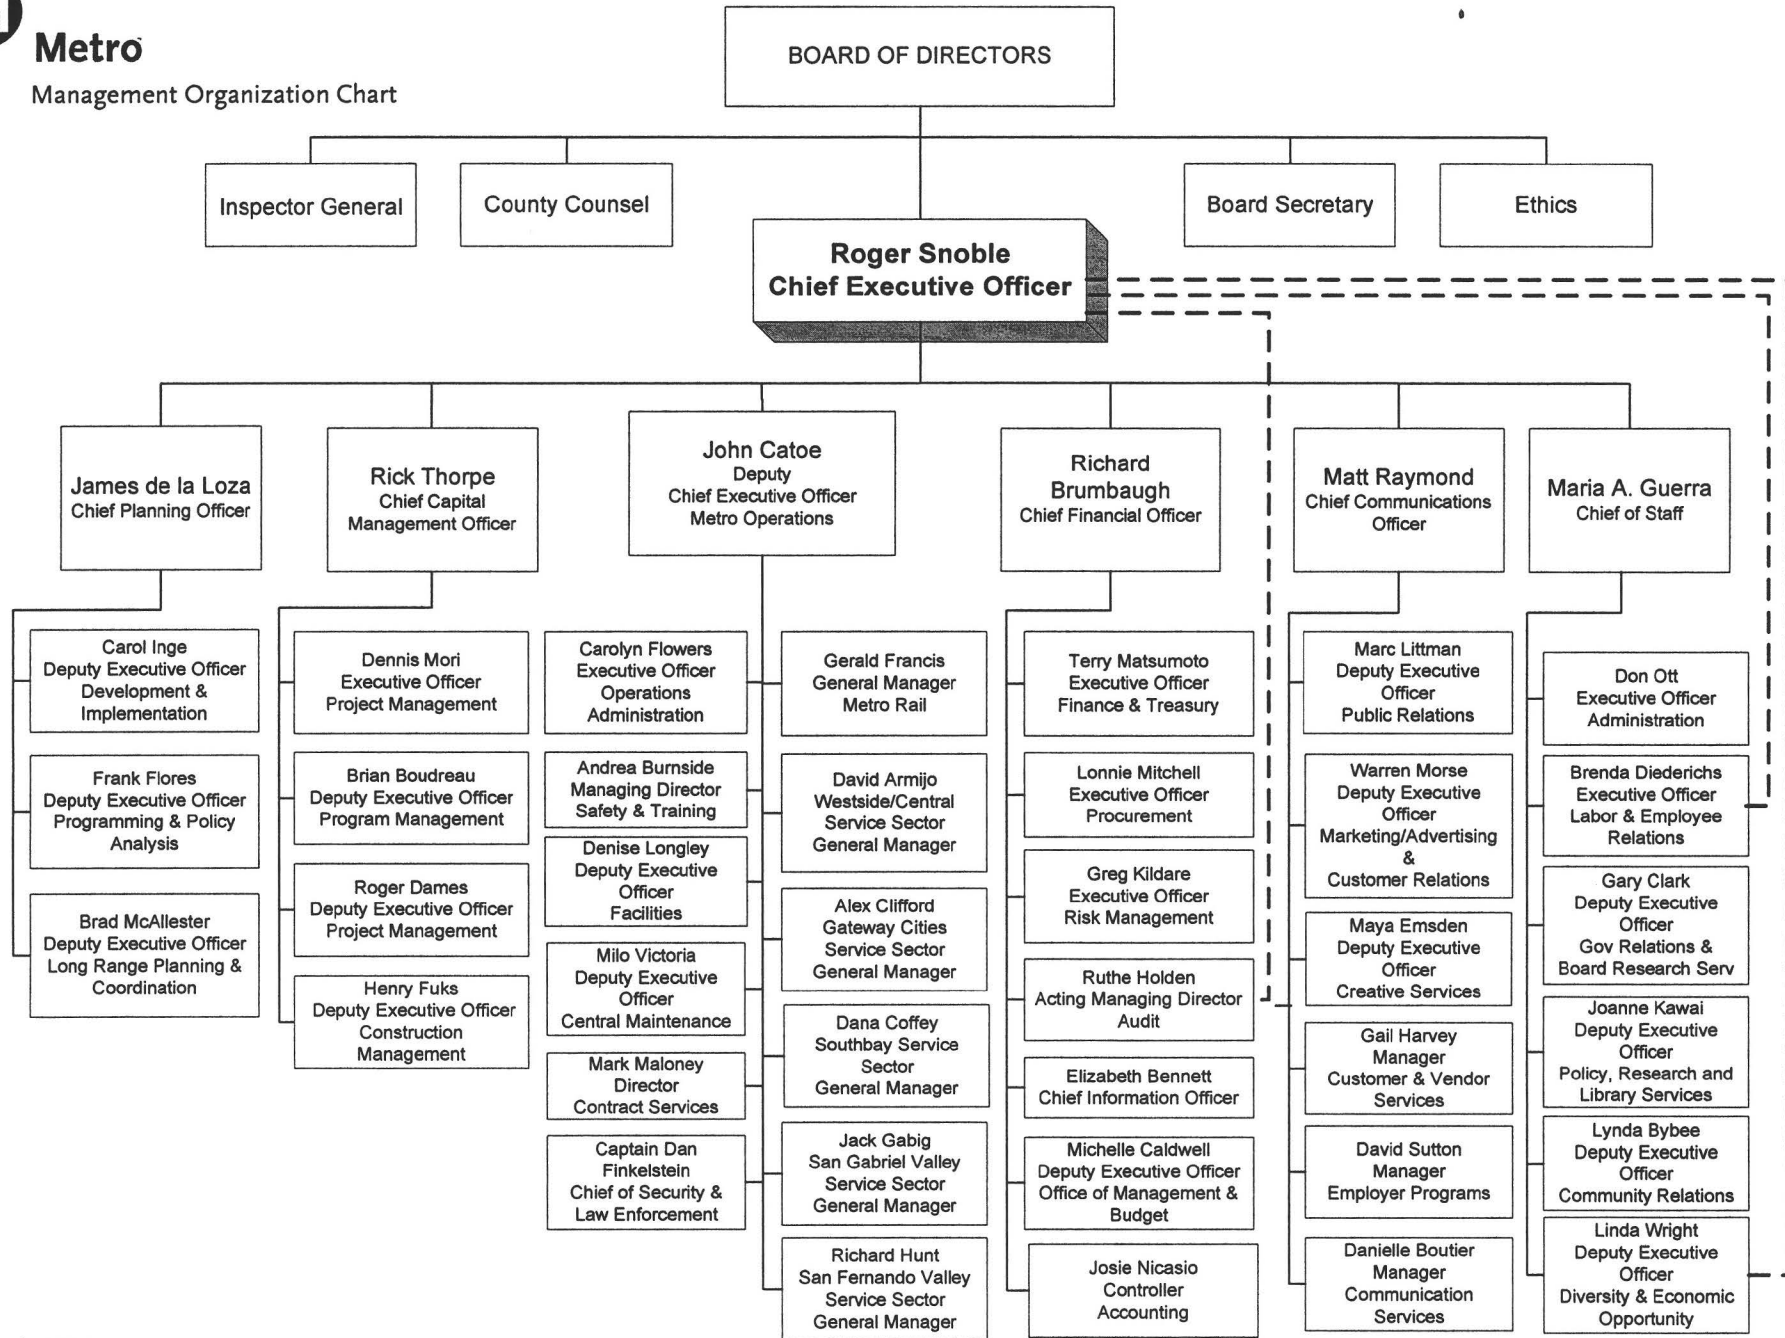 Metro
Management Organization Chart
BOARD OF DIRECTORS
Inspector General
County Counsel
Board Secretary
Ethics
Roger Snoble
Chief Executive Officer
James de la Loza
Chief Planning Officer
Rick Thorpe
Chief Capital
Management Officer
John Catoe
Deputy
Chief Executive Officer
Metro Operations
Richard
Brumbaugh
Chief Financial Officer
Matt Raymond
Chief Communications
Officer
Maria A. Guerra
Chief of Staff
Carol Inge
Deputy Executive Officer
Development &
Implementation
Frank Flores
Deputy Executive Officer
Programming & Policy
Analysis
Brad McAllester
Deputy Executive Officer
Long Range Planning &
Coordination
Dennis Mori
Executive Officer
Project Management
Brian Boudreau
Deputy Executive Officer
Program Management
Roger Dames
Deputy Executive Officer
Project Management
Henry Fuks
Deputy Executive Officer
Construction
Management
Carolyn Flowers
Executive Officer
Operations
Administration
Andrea Burnside
Managing Director
Safety & Training
Denise Longley
Deputy Executive
Officer
Facilities
Milo Victoria
Deputy Executive
Officer
Central Maintenance
Mark Maloney
Director
Contract Services
Captain Dan
Finkelstein
Chief of Security &
Law Enforcement
Gerald Francis
General Manager
Metro Rail
David Armijo
Westside/Central
Service Sector
General Manager
Alex Clifford
Gateway Cities
Service Sector
General Manager
Dana Coffey
Southbay Service
Sector
General Manager
Jack Gabig
San Gabriel Valley
Service Sector
General Manager
Richard Hunt
San Fernando Valley
Service Sector
General Manager
Terry Matsumoto
Executive Officer
Finance & Treasury
Lonnie Mitchell
Executive Officer
Procurement
Greg Kildare
Executive Officer
Risk Management
Ruthe Holden
Acting Managing Director
Audit
Elizabeth Bennett
Chief Information Officer
Michelle Caldwell
Deputy Executive Officer
Office of Management &
Budget
Josie Nicasio
Controller
Accounting
Marc Littman
Deputy Executive
Officer
Public Relations
Warren Morse
Deputy Executive
Officer
Marketing/Advertising
&
Customer Relations
Maya Emsden
Deputy Executive
Officer
Creative Services
Gail Harvey
Manager
Customer & Vendor
Services
David Sutton
Manager
Employer Programs
Danielle Boutier
Manager
Communication
Services
Don Ott
Executive Officer
Administration
Brenda Diederichs
Executive Officer
Labor & Employee
Relations
Gary Clark
Deputy Executive
Officer
Gov Relations &
Board Research Serv
Joanne Kawai
Deputy Executive
Officer
Policy, Research and
Library Services
Lynda Bybee
Deputy Executive
Officer
Community Relations
Linda Wright
Deputy Executive
Officer
Diversity & Economic
Opportunity